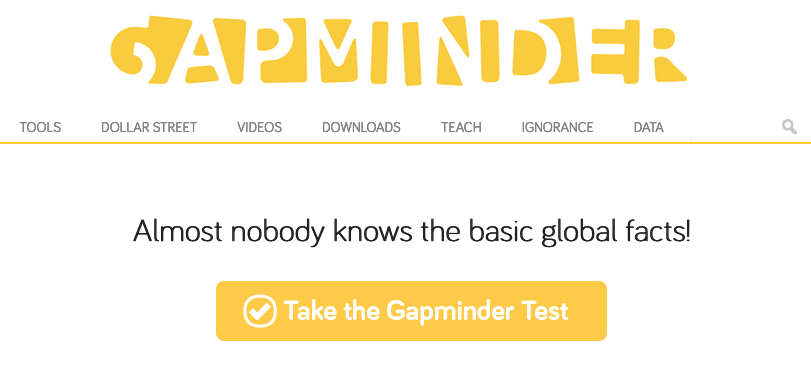 GAPMINDER
TOOLS DOLLAR STREET VIDEOS DOWNLOADS TEACH IGNORANCE DATA
Almost nobody knows the basic global facts!
Take the Gapminder Test